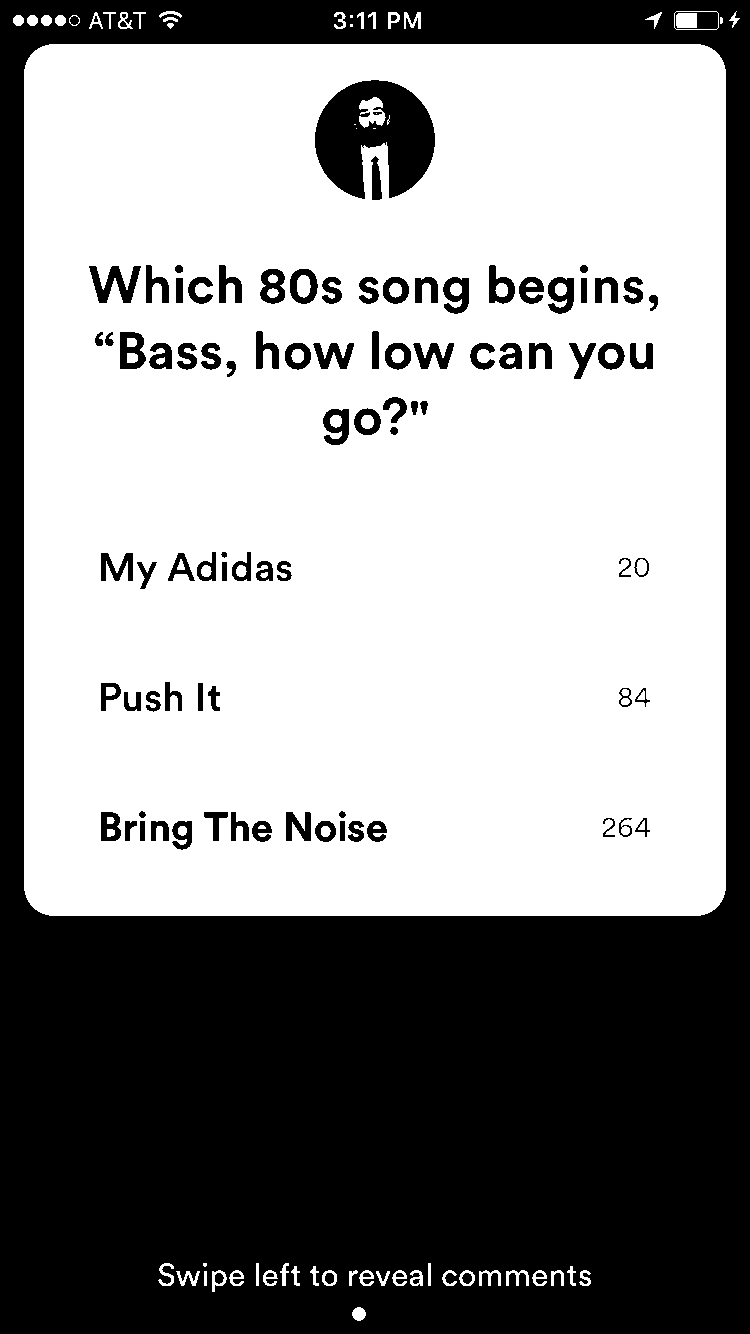 AT&T 3:11 PM
Which 80s song begins,
“Bass, how low can you
go?"
My Adidas 20
Push It 84
Bring The Noise 264
Swipe left to reveal comments